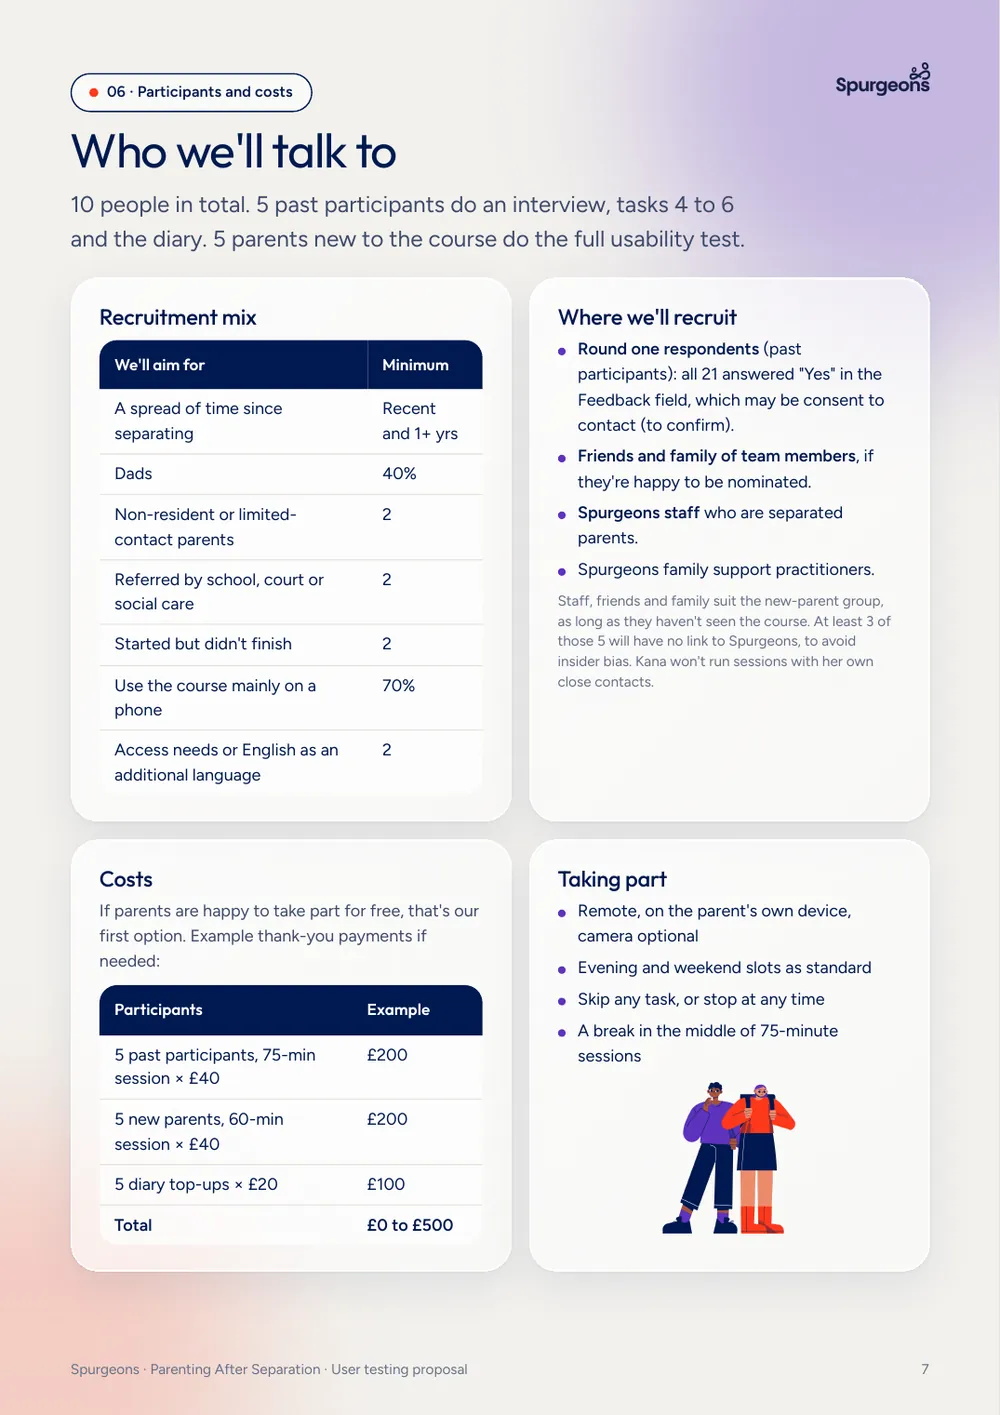 06 · Participants and costs
Spurgeons
Who we'll talk to
10 people in total. 5 past participants do an interview, tasks 4 to 6
and the diary. 5 parents new to the course do the full usability test.
Recruitment mix
We'll aim for Minimum
A spread of time since Recent
separating and 1+ yrs
Dads 40%
Non-resident or limited- 2
contact parents
Referred by school, court or 2
social care
Started but didn't finish 2
Use the course mainly on a 70%
phone
Access needs or English as an 2
additional language
Where we'll recruit
Round one respondents (past
participants): all 21 answered "Yes" in the
Feedback field, which may be consent to
contact (to confirm).
Friends and family of team members, if
they're happy to be nominated.
Spurgeons staff who are separated
parents.
Spurgeons family support practitioners.
Staff, friends and family suit the new-parent group,
as long as they haven't seen the course. At least 3 of
those 5 will have no link to Spurgeons, to avoid
insider bias. Kana won't run sessions with her own
close contacts.
Costs
If parents are happy to take part for free, that's our
first option. Example thank-you payments if
needed:
Participants Example
5 past participants, 75-min £200
session × £40
5 new parents, 60-min £200
session × £40
5 diary top-ups × £20 £100
Total £0 to £500
Taking part
Remote, on the parent's own device,
camera optional
Evening and weekend slots as standard
Skip any task, or stop at any time
A break in the middle of 75-minute
sessions
Spurgeons · Parenting After Separation · User testing proposal
7